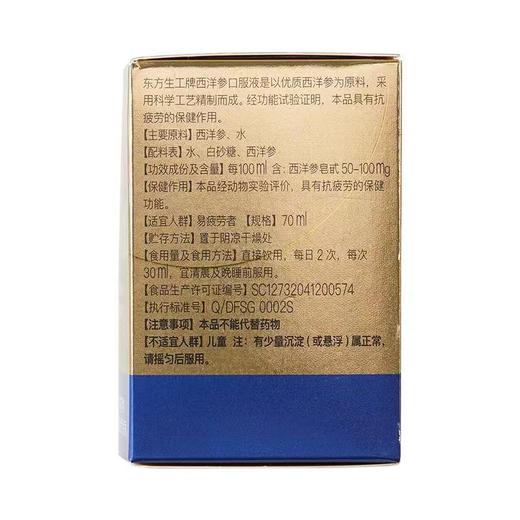 东方生工牌西洋参口服液是以优质西洋参为原料，采
用科学工艺精制而成。经功能试验证明，本品具有抗
疲劳的保健作用。
【主要原料】西洋参、水
【配料表】水、白砂糖、西洋参
【功效成份及含量】每100ml 含：西洋参皂甙 50-100mg
【保健作用】本品经动物实验评价，具有抗疲劳的保健
功能。
【适宜人群】易疲劳者 【规格】70ml
【贮存方法】置于阴凉干燥处
【食用量及食用方法】直接饮用，每日2次，每次
30ml，宜清晨及晚睡前服用。
【食品生产许可证编号】SC12732041200574
【执行标准号】Q/DFSG 0002S
【注意事项】本品不能代替药物
【不适宜人群】儿童 注：有少量沉淀（或悬浮）属正常，
请摇匀后服用。